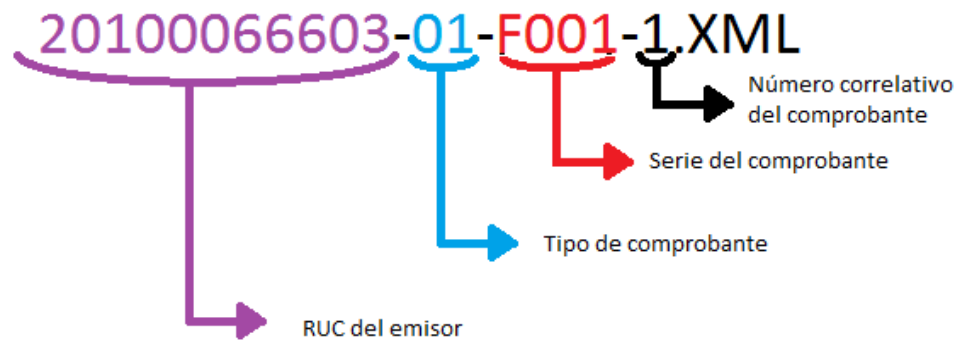 20100066603-01-F001-1.XML
Número correlativo
del comprobante
Serie del comprobante
Tipo de comprobante
RUC del emisor